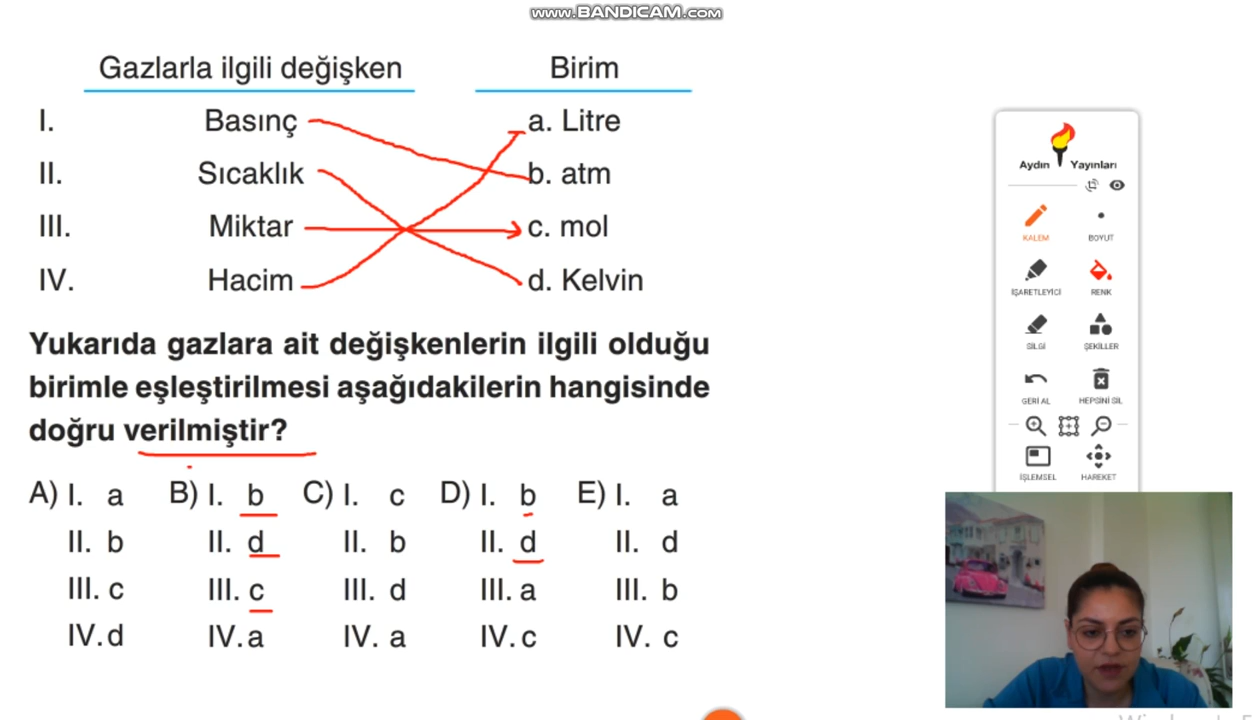 www.BANDICAM.com
Gazlarla ilgili değişken Birim
I. Basınç a. Litre
II. Sıcaklık b. atm
III. Miktar c. mol
IV. Hacim d. Kelvin
Yukarıda gazlara ait değişkenlerin ilgili olduğu
birimle eşleştirilmesi aşağıdakilerin hangisinde
doğru verilmiştir?
A) I. a B) I. b C) I. c D) I. b E) I. a
II. b II. d II. b II. d II. d
III. c III. c III. d III. a III. b
IV. d IV. a IV. a IV. c IV. c
Aydın Yayınları
KALEM BOYUT
İŞARETLEYİCİ RENK
SİLGİ ŞEKİLLER
GERİ AL HEPSİNİ SİL
İŞLEMSEL HAREKET